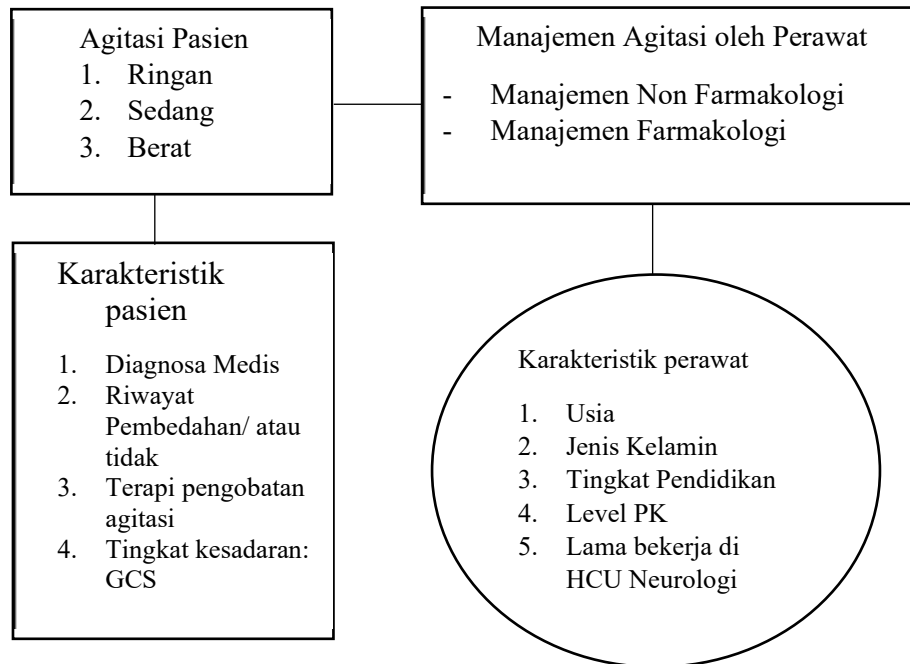 Agitasi Pasien
1. Ringan
2. Sedang
3. Berat
Manajemen Agitasi oleh Perawat
- Manajemen Non Farmakologi
- Manajemen Farmakologi
Karakteristik
pasien
1. Diagnosa Medis
2. Riwayat
Pembedahan/ atau
tidak
3. Terapi pengobatan
agitasi
4. Tingkat kesadaran:
GCS
Karakteristik perawat
1. Usia
2. Jenis Kelamin
3. Tingkat Pendidikan
4. Level PK
5. Lama bekerja di
HCU Neurologi